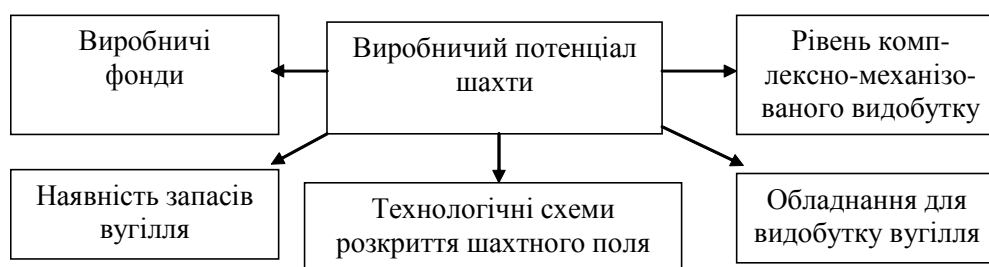 Виробничі
фонди
Виробничий потенціал
шахти
Рівень комп-
лексно-механізо-
ваного видобутку
Наявність запасів
вугілля
Технологічні схеми
розкриття шахтного поля
Обладнання для
видобутку вугілля